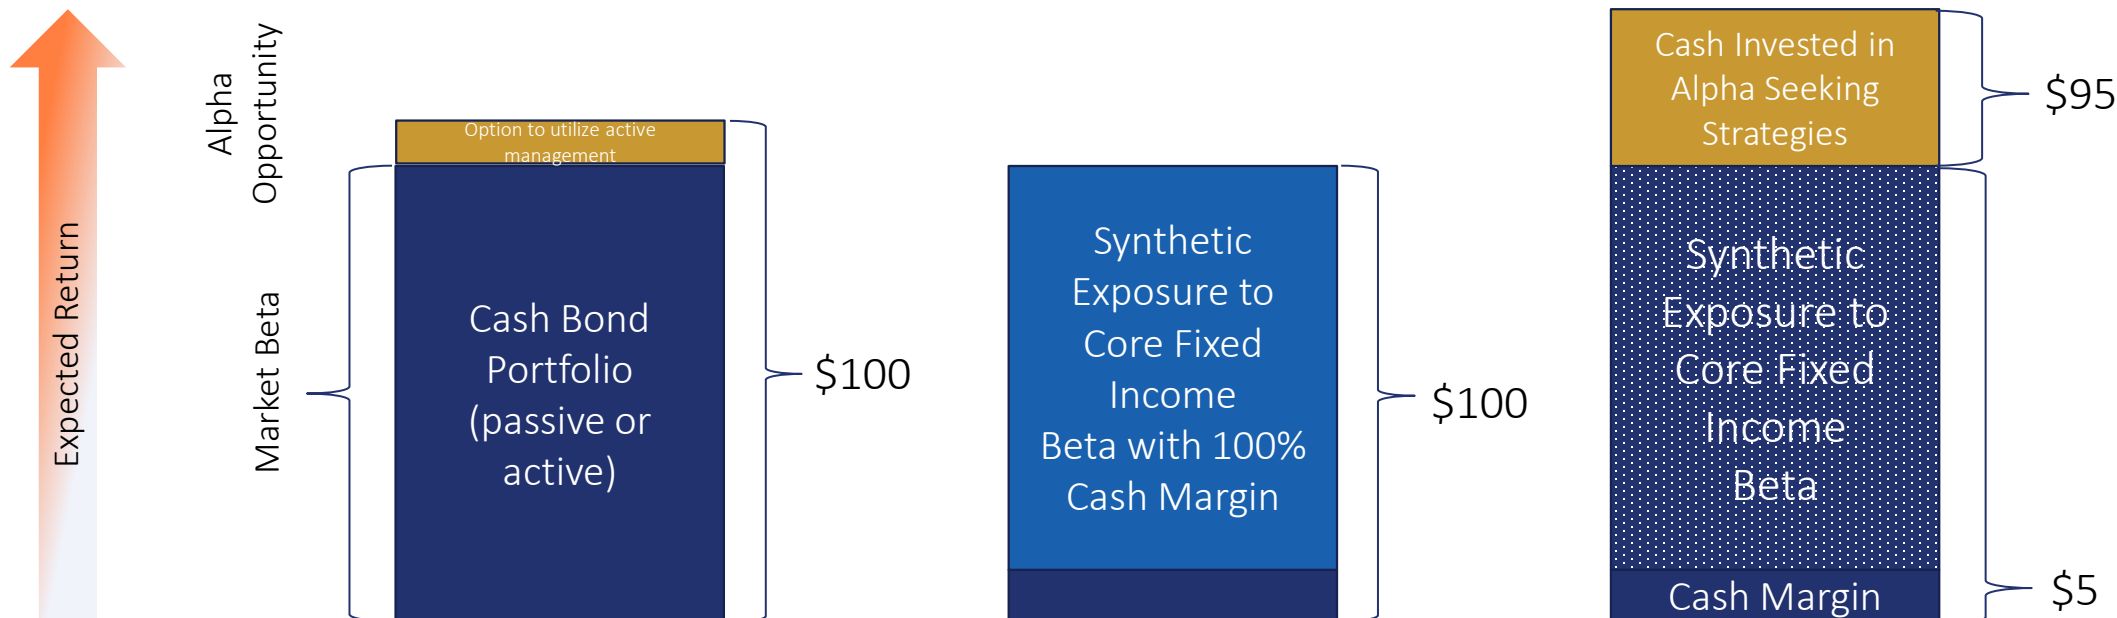 Expected Return
Alpha
Opportunity
Market Beta
Option to utilize active
management
Cash Bond
Portfolio
(passive or
active)
$100
Synthetic
Exposure to
Core Fixed
Income
Beta with 100%
Cash Margin
$100
Cash Invested in
Alpha Seeking
Strategies
$95
Synthetic
Exposure to
Core Fixed
Income
Beta
Cash Margin
$5